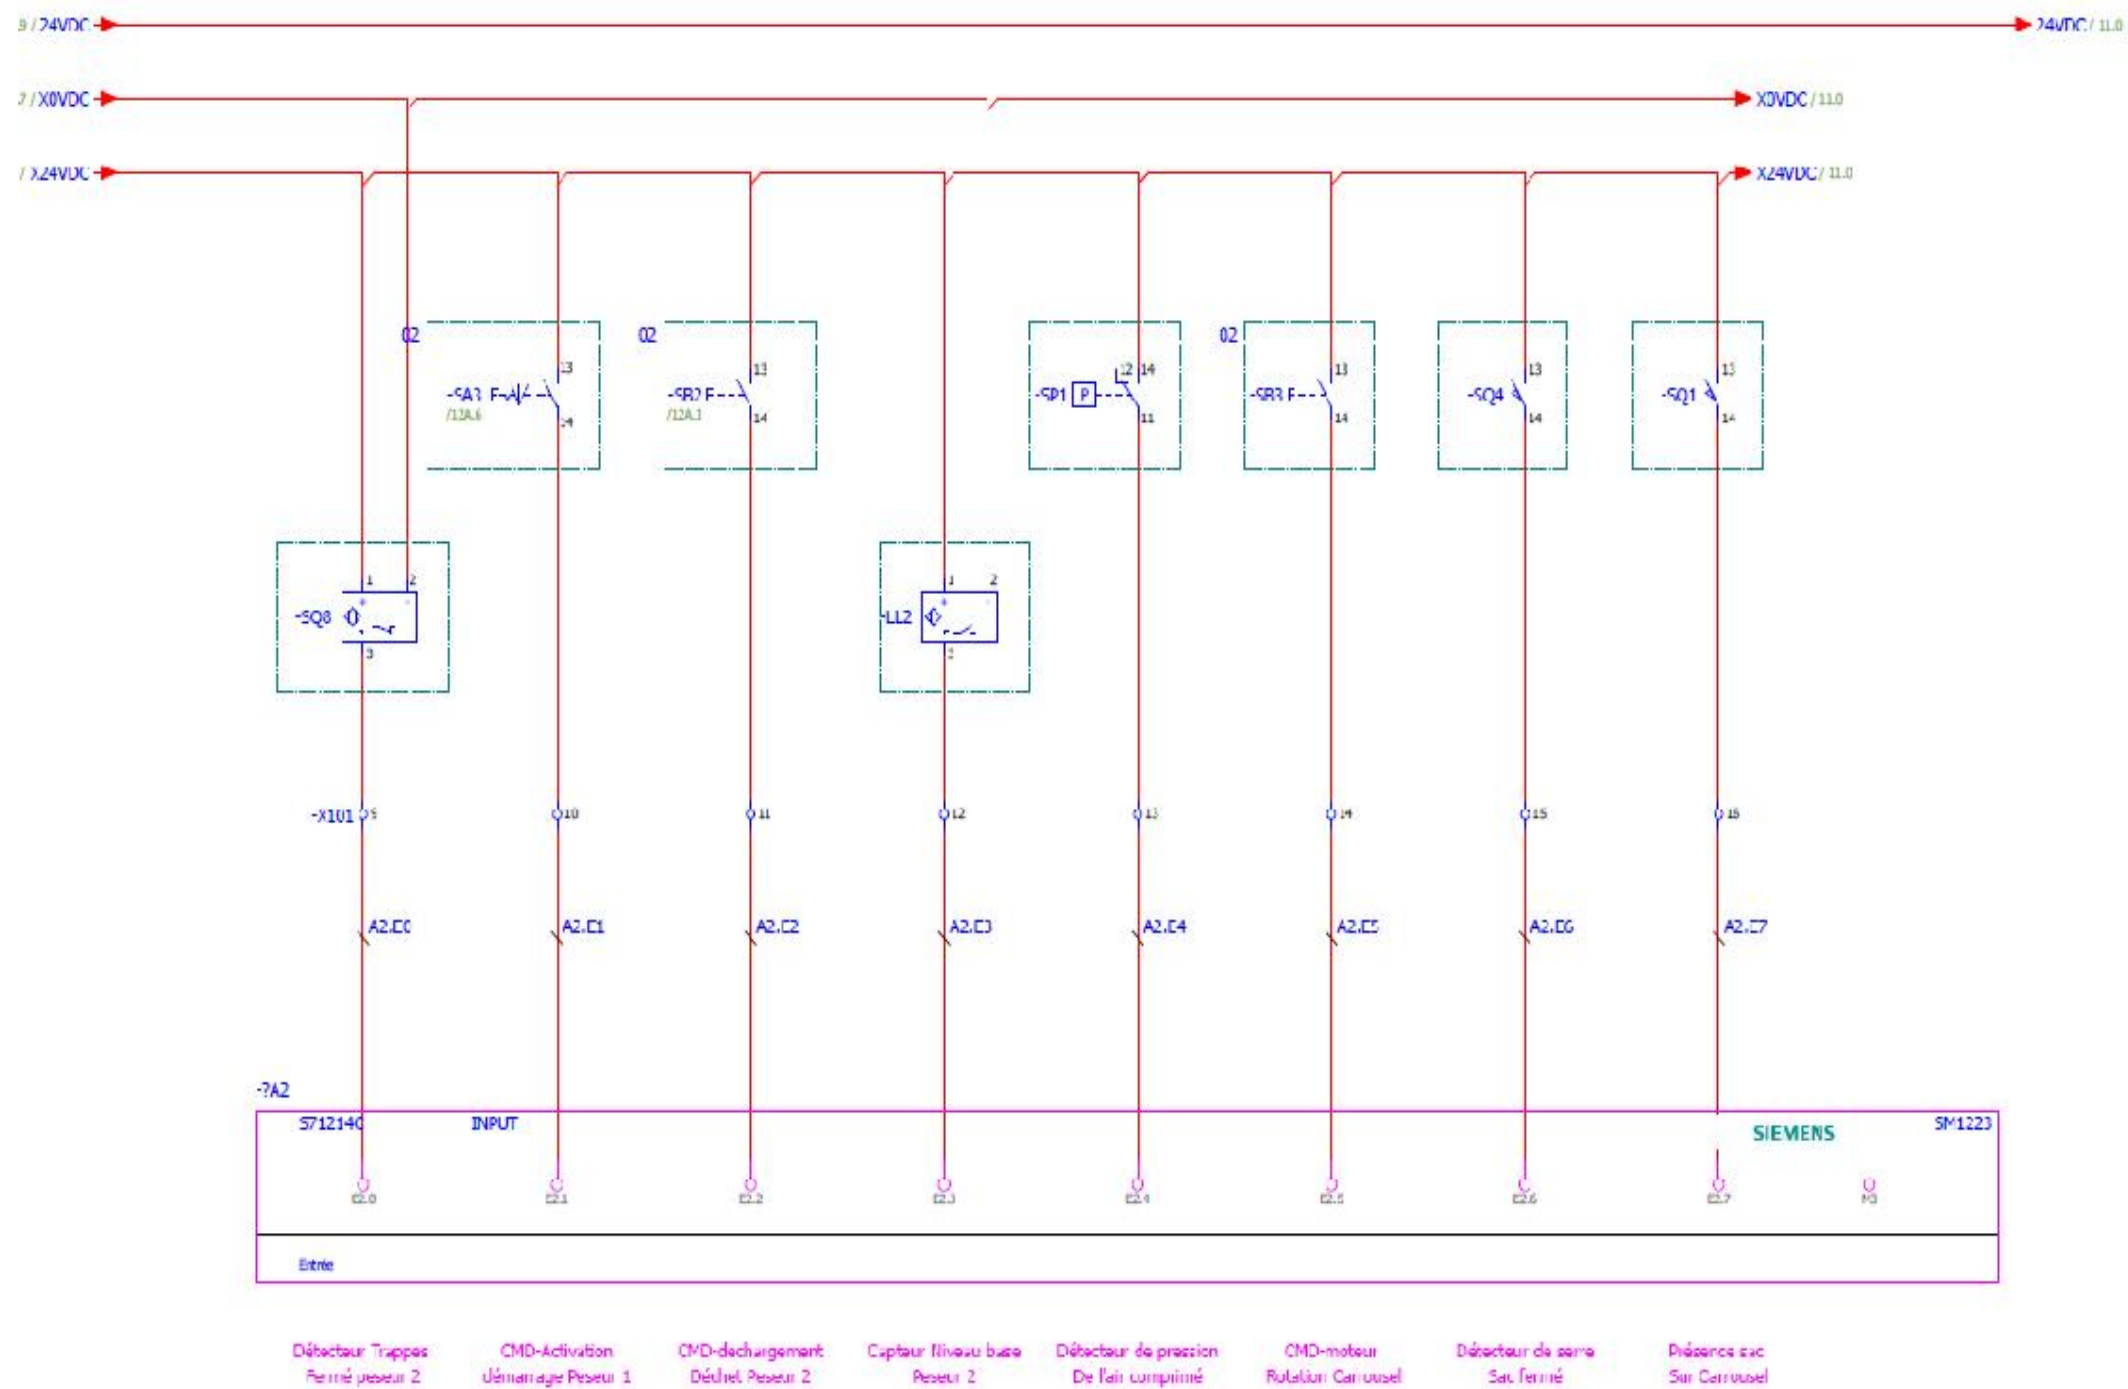 9 / 24VDC
24VDC / 11.0
7 / X0VDC
X0VDC / 11.0
/ X24VDC
X24VDC / 11.0
02
02
02
13
13
12 14
13
13
13
-SA3
-SB2
-SP1 P
-SB3
-SQ4
-SQ1
/12A.6
14
14
11
14
14
14
1 2
1 2
-SQ8
-LL2
3
-X101 9
10
11
12
13
14
15
16
A2.E0
A2.E1
A2.E2
A2.E3
A2.E4
A2.E5
A2.E6
A2.E7
-?A2
S71214C
INPUT
SIEMENS
SM1223
E2.0
E2.1
E2.2
E2.3
E2.4
E2.5
E2.6
E2.7
Entrée
Détecteur Trappes
Fermé peseur 2
CMD-Activation
démarrage Peseur 1
CMD-dechargement
Déchet Peseur 2
Capteur Niveau base
Peseur 2
Détecteur de pression
De l'air comprimé
CMD-moteur
Rotation Carrousel
Détecteur de serre
Sac fermé
Présence sac
Sur Carrousel